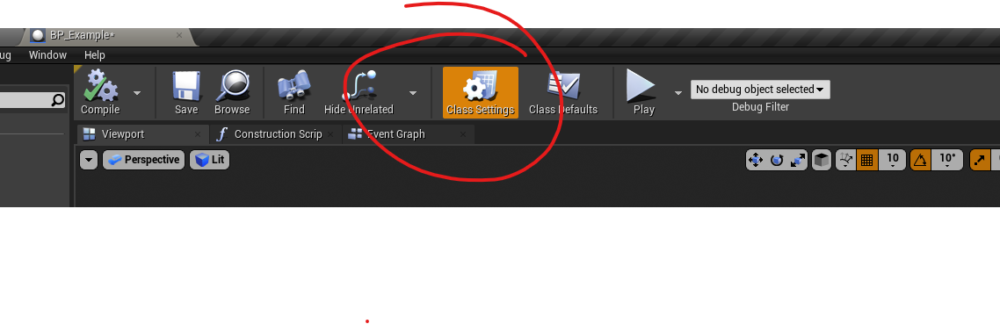 BP_Example*
ug Window Help
Compile Save Browse Find Hide Unrelated Class Settings Class Defaults Play No debug object selected
Debug Filter
Viewport Construction Scrip Event Graph
Perspective Lit 10 10°